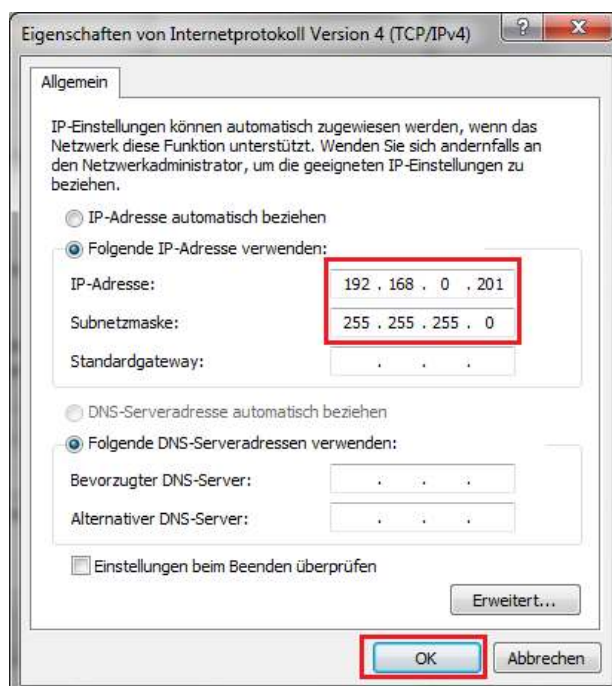 Eigenschaften von Internetprotokoll Version 4 (TCP/IPv4)
?
X
Allgemein
IP-Einstellungen können automatisch zugewiesen werden, wenn das
Netzwerk diese Funktion unterstützt. Wenden Sie sich andernfalls an
den Netzwerkadministrator, um die geeigneten IP-Einstellungen zu
beziehen.
IP-Adresse automatisch beziehen
Folgende IP-Adresse verwenden:
IP-Adresse: 192 . 168 . 0 . 201
Subnetzmaske: 255 . 255 . 255 . 0
Standardgateway: . . .
DNS-Serveradresse automatisch beziehen
Folgende DNS-Serveradressen verwenden:
Bevorzugter DNS-Server: . . .
Alternativer DNS-Server: . . .
Einstellungen beim Beenden überprüfen
Erweitert...
OK Abbrechen